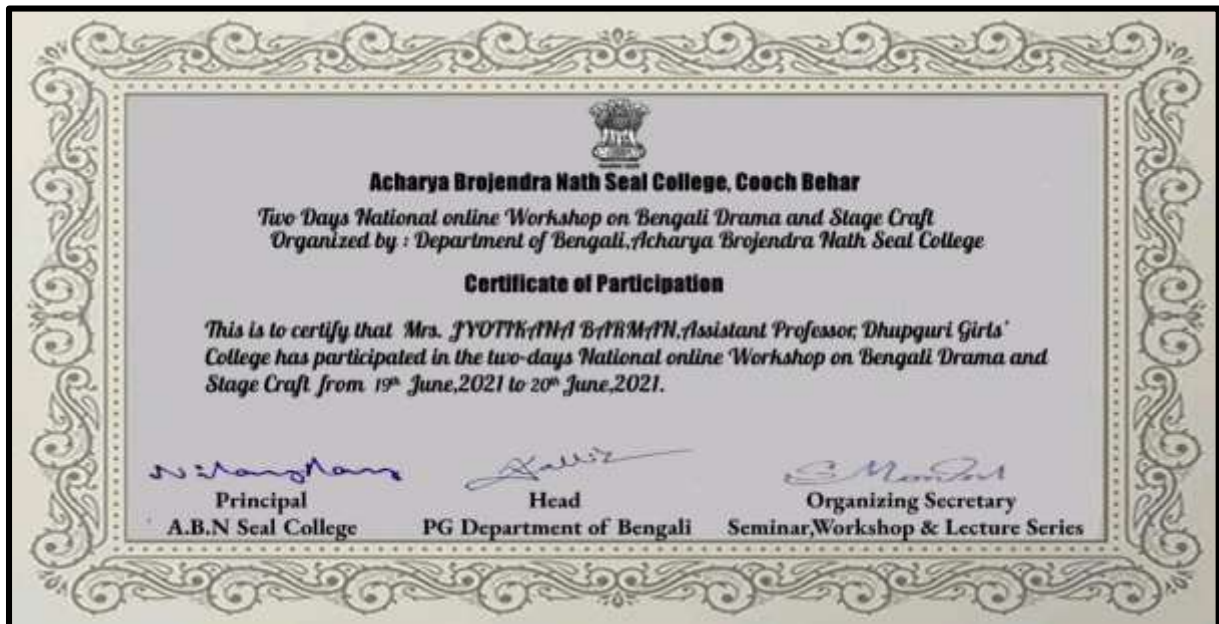 Acharya Brojendra Nath Seal College, Cooch Behar
Two Days National online Workshop on Bengali Drama and Stage Craft
Organized by : Department of Bengali,Acharya Brojendra Nath Seal College
Certificate of Participation
This is to certify that Mrs. JYOTIKANA BARMAN,Assistant Professor, Dhupguri Girls'
College has participated in the two-days National online Workshop on Bengali Drama and
Stage Craft from 19th June,2021 to 20th June,2021.
Principal Head Organizing Secretary
A.B.N Seal College PG Department of Bengali Seminar,Workshop & Lecture Series